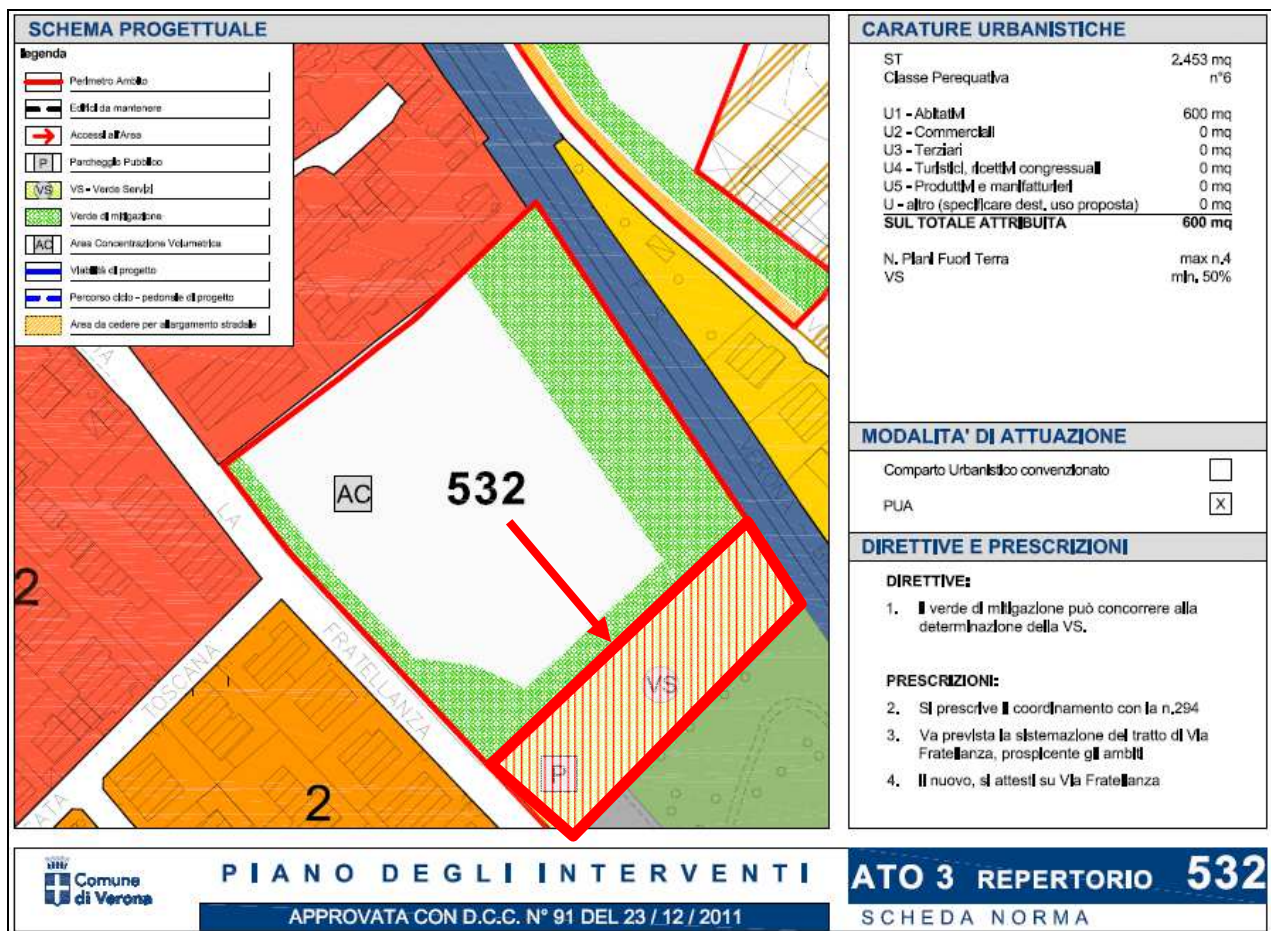 SCHEMA PROGETTUALE
legenda
Perimetro Ambito
Edifici da mantenere
Accessi all'Area
P Parcheggio Pubblico
VS VS - Verde Servizi
Verde di mitigazione
AC Area Concentrazione Volumetrica
Viabilità di progetto
Percorso ciclo - pedonale di progetto
Area da cedere per allargamento stradale
AC
532
VS
P
2
2
LA
FRATELLANZA
TOSCANA
CARATURE URBANISTICHE
ST 2.453 mq
Classe Perequativa n°6
U1 - Abitativi 600 mq
U2 - Commerciali 0 mq
U3 - Terziari 0 mq
U4 - Turistici, ricettivi congressuali 0 mq
U5 - Produttivi e manifatturieri 0 mq
U - altro (specificare dest. uso proposta) 0 mq
SUL TOTALE ATTRIBUITA 600 mq
N. Piani Fuori Terra max n.4
VS min. 50%
MODALITA' DI ATTUAZIONE
Comparto Urbanistico convenzionato
PUA X
DIRETTIVE E PRESCRIZIONI
DIRETTIVE:
1. Il verde di mitigazione può concorrere alla
determinazione della VS.
PRESCRIZIONI:
2. Si prescrive il coordinamento con la n.294
3. Va prevista la sistemazione del tratto di Via
Fratellanza, prospicente gli ambiti
4. Il nuovo, si attesti su Via Fratellanza
Comune
di Verona
PIANO DEGLI INTERVENTI
APPROVATA CON D.C.C. N° 91 DEL 23 / 12 / 2011
ATO 3 REPERTORIO 532
SCHEDA NORMA